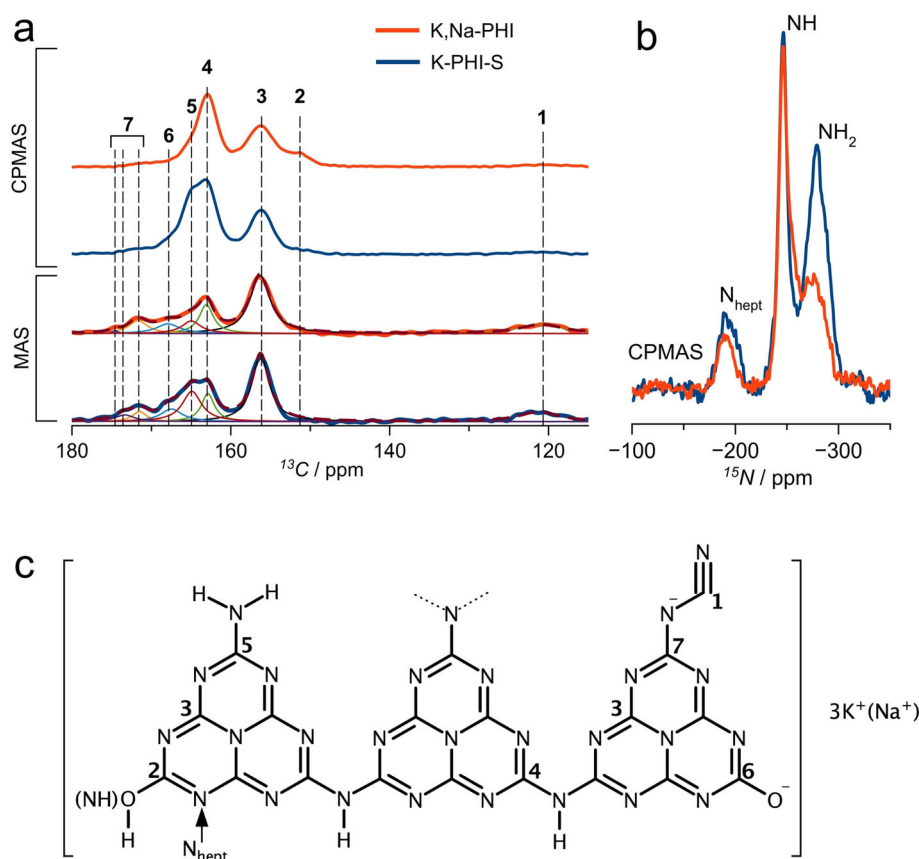 a
K,Na-PHI
K-PHI-S
7
6
5
4
3
2
1
CPMAS
MAS
180
160
140
120
13C / ppm
b
NH
NH2
Nhept
CPMAS
−100
−200
−300
15N / ppm
c
H
H
N
5
N
N
3
N
N
N
N
2
N
N
N
(NH)O
H
Nhept
N
H
N
N
N
N
N
N
N
N
4
N
H
N
1
N−
7
N
N
3
N
N
N
6
N
N
O−
3K+(Na+)